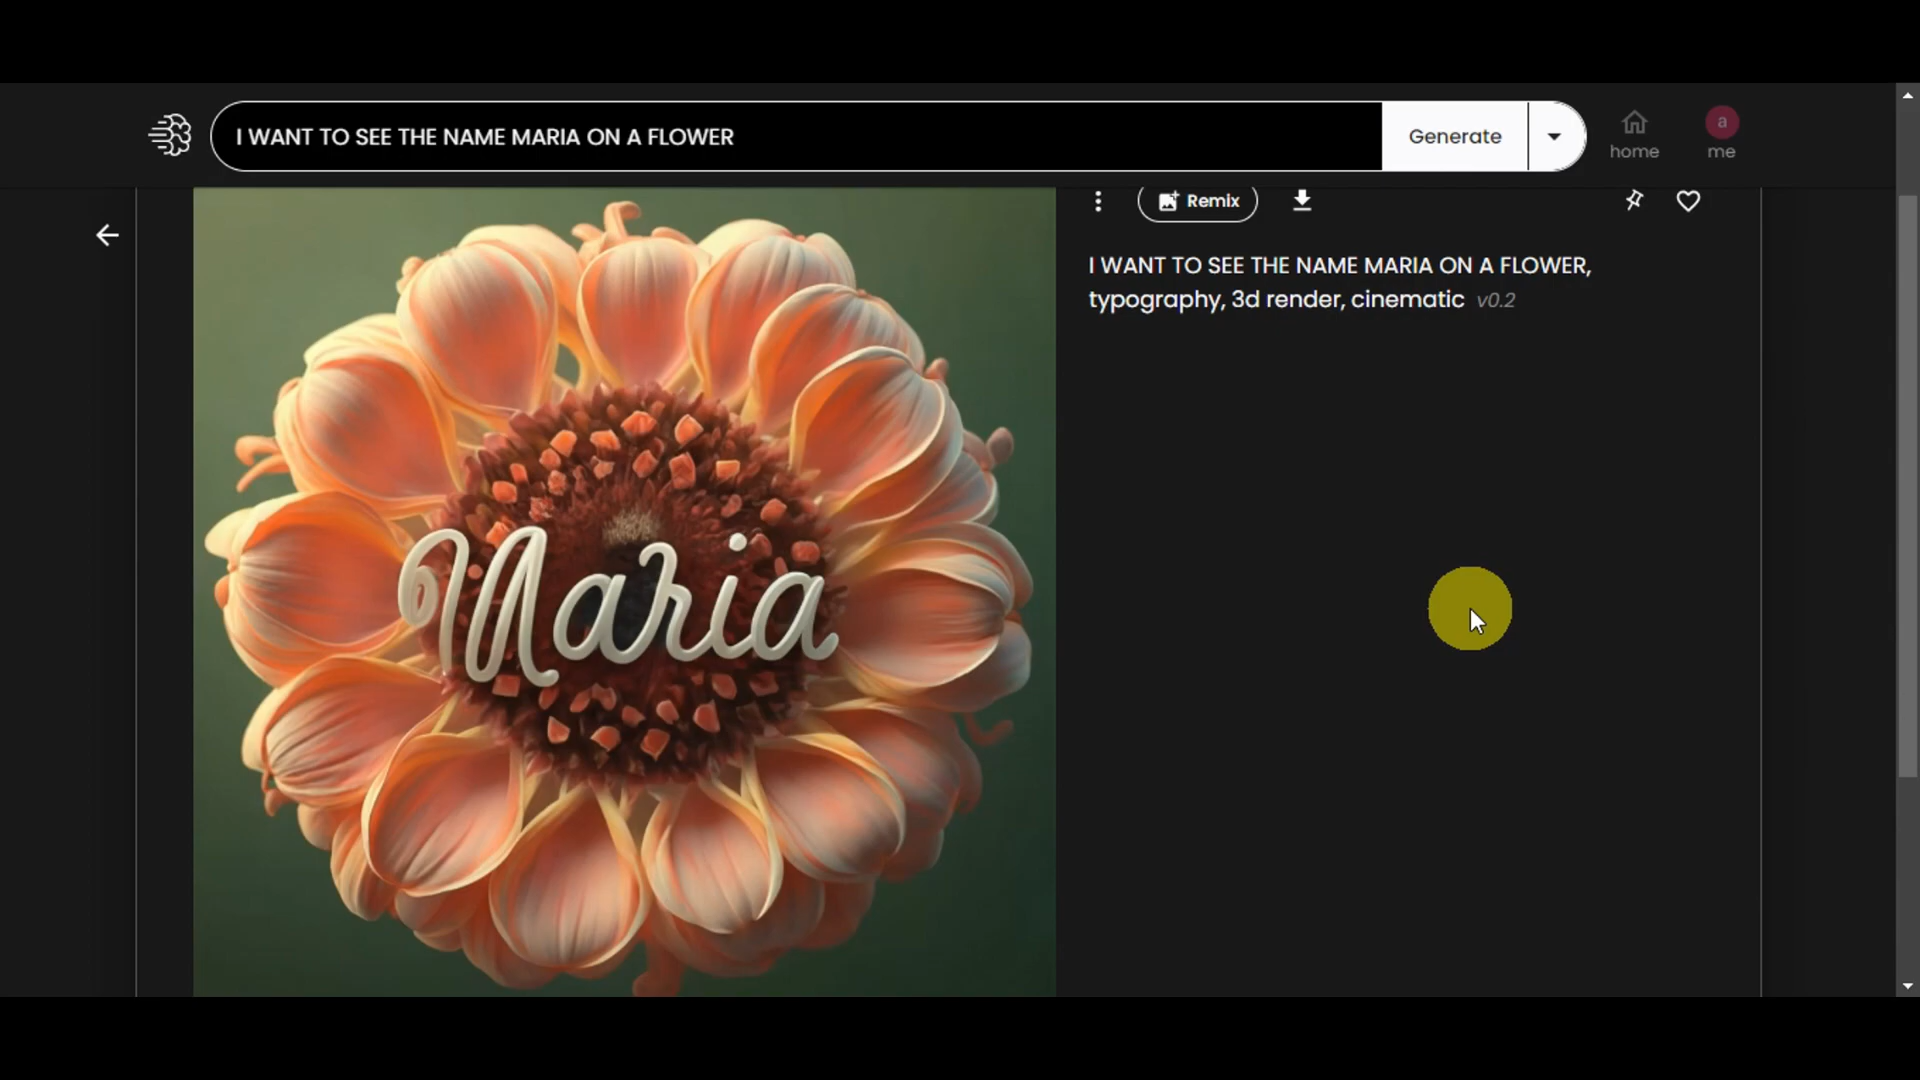 I WANT TO SEE THE NAME MARIA ON A FLOWER
Generate
home
a
me
Remix
I WANT TO SEE THE NAME MARIA ON A FLOWER,
typography, 3d render, cinematic v0.2
Maria